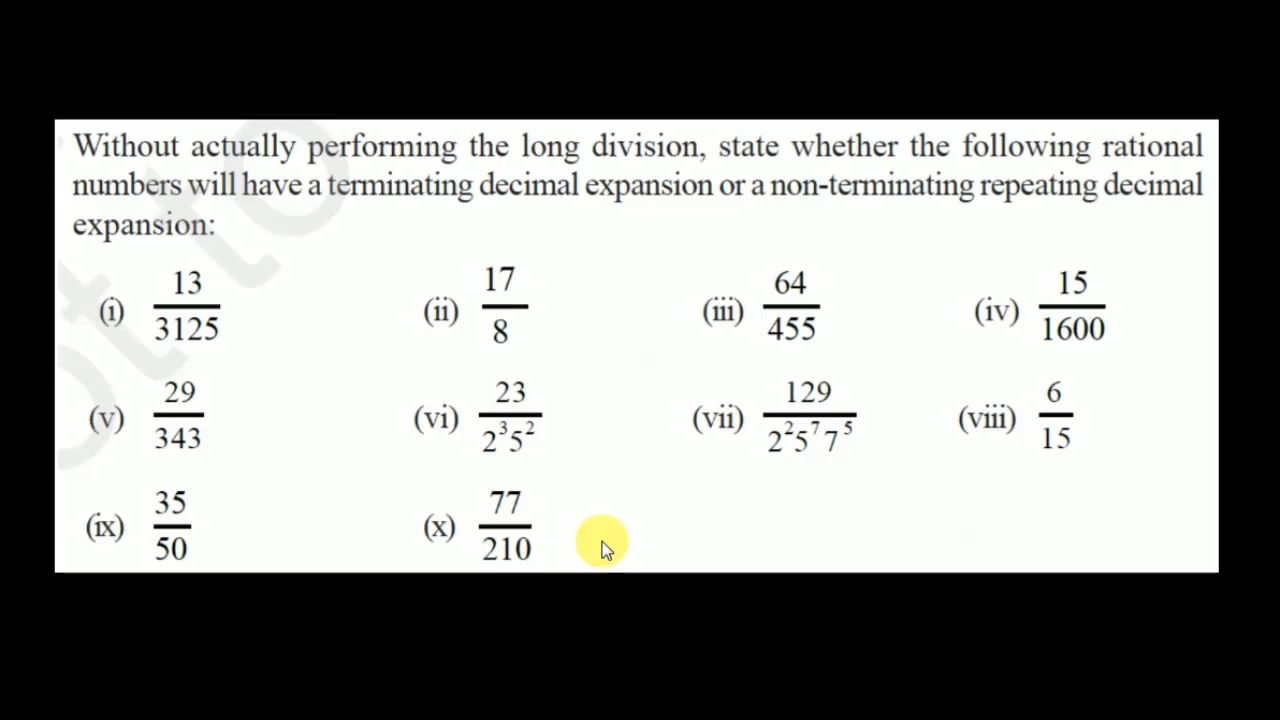 Without actually performing the long division, state whether the following rational
numbers will have a terminating decimal expansion or a non-terminating repeating decimal
expansion:
(i) 13/3125 (ii) 17/8 (iii) 64/455 (iv) 15/1600
(v) 29/343 (vi) 23/2³5² (vii) 129/2²5⁷7⁵ (viii) 6/15
(ix) 35/50 (x) 77/210